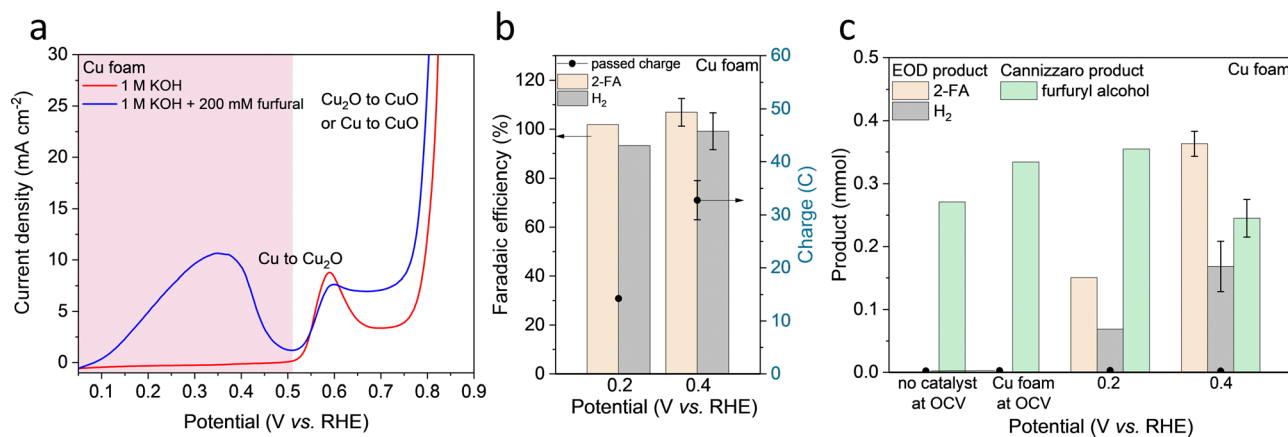 a
Cu foam
1 M KOH
1 M KOH + 200 mM furfural
Cu₂O to CuO
or Cu to CuO
Cu to Cu₂O
30
25
20
15
10
5
0
Current density (mA cm⁻²)
0.1 0.2 0.3 0.4 0.5 0.6 0.7 0.8 0.9
Potential (V vs. RHE)
b
passed charge
2-FA
H₂
Cu foam
120
100
80
60
40
20
0
Faradaic efficiency (%)
60
50
40
30
20
10
0
Charge (C)
0.2 0.4
Potential (V vs. RHE)
c
EOD product
2-FA
H₂
Cannizzaro product
furfuryl alcohol
Cu foam
0.5
0.4
0.3
0.2
0.1
0.0
Product (mmol)
no catalyst
at OCV
Cu foam
at OCV
0.2 0.4
Potential (V vs. RHE)